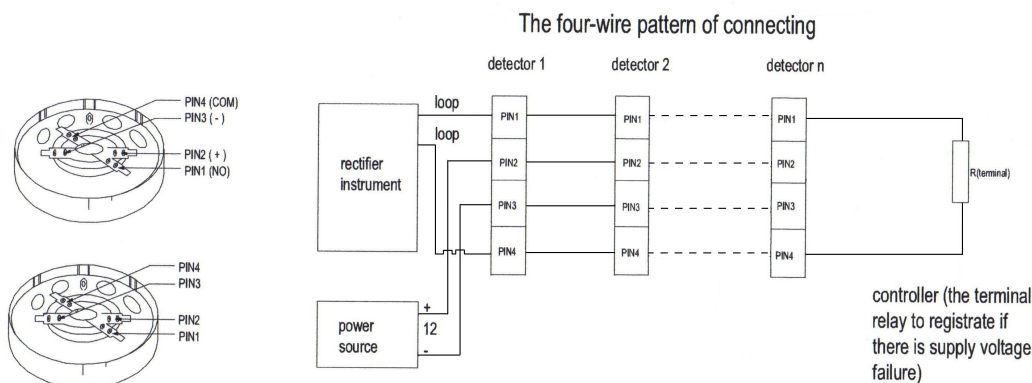 The four-wire pattern of connecting
detector 1
detector 2
detector n
PIN4 (COM)
PIN3 ( - )
PIN2 ( + )
PIN1 (NO)
PIN4
PIN3
PIN2
PIN1
rectifier
instrument
loop
loop
power
source
+
12
-
PIN1
PIN2
PIN3
PIN4
PIN1
PIN2
PIN3
PIN4
PIN1
PIN2
PIN3
PIN4
R(terminal)
controller (the terminal
relay to registrate if
there is supply voltage
failure)